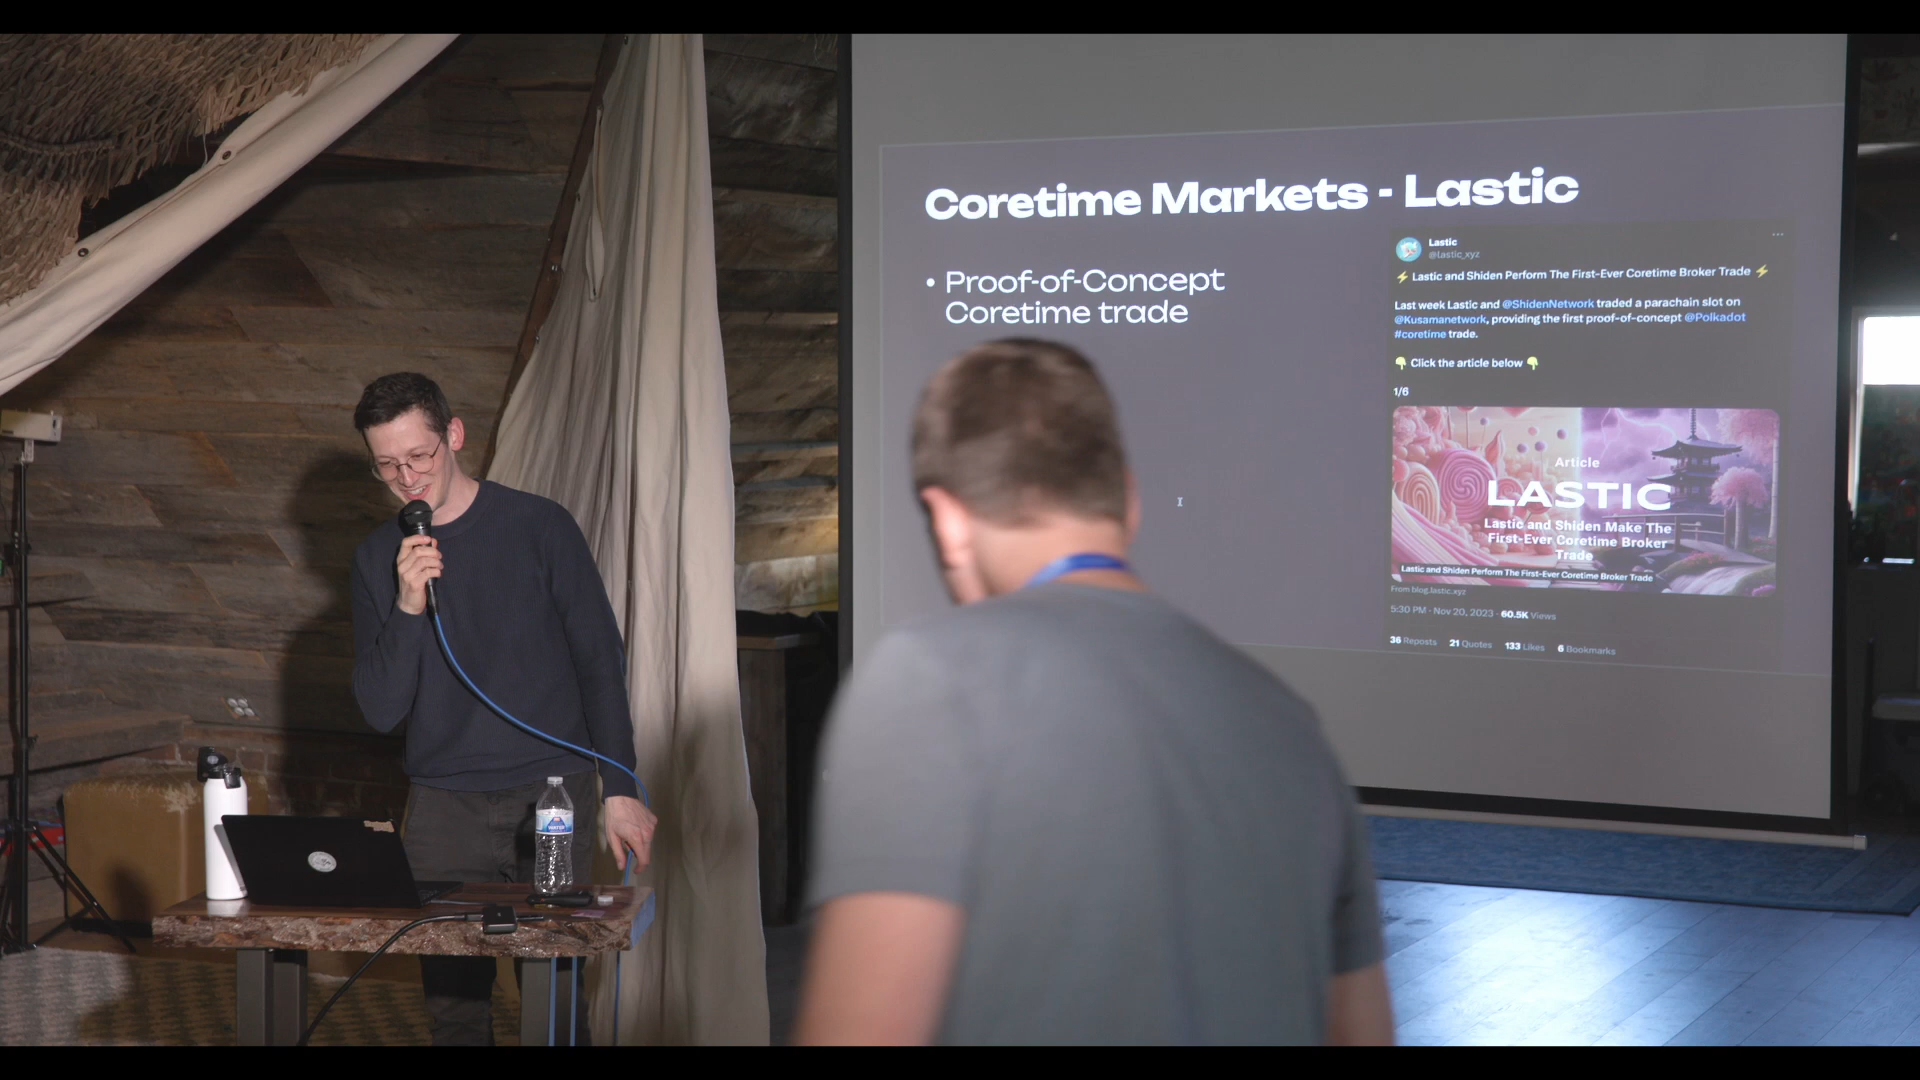 Coretime Markets - Lastic
• Proof-of-Concept
Coretime trade
Lastic
@lastic_xyz
⚡ Lastic and Shiden Perform The First-Ever Coretime Broker Trade ⚡
Last week Lastic and @ShidenNetwork traded a parachain slot on
@Kusamanetwork, providing the first proof-of-concept @Polkadot
#coretime trade.
👇 Click the article below 👇
1/6
Article
LASTIC
Lastic and Shiden Make The
First-Ever Coretime Broker
Trade
Lastic and Shiden Perform The First-Ever Coretime Broker Trade
From blog.lastic.xyz
5:30 PM · Nov 20, 2023 · 60.5K Views
36 Reposts 21 Quotes 133 Likes 6 Bookmarks
WATER